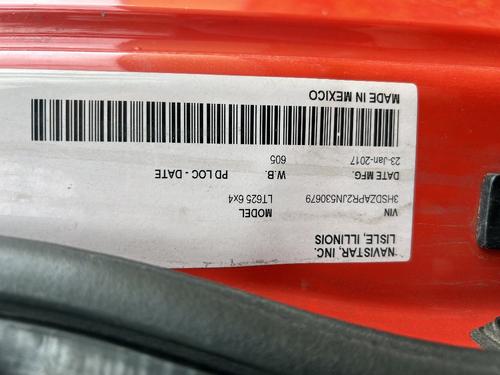 NAVISTAR, INC.
LISLE, ILLINOIS
VIN MODEL
3HSDZAPR2JN530679 LT625 6x4
DATE MFG. W.B. PD LOC - DATE
23-Jan-2017 605
MADE IN MEXICO